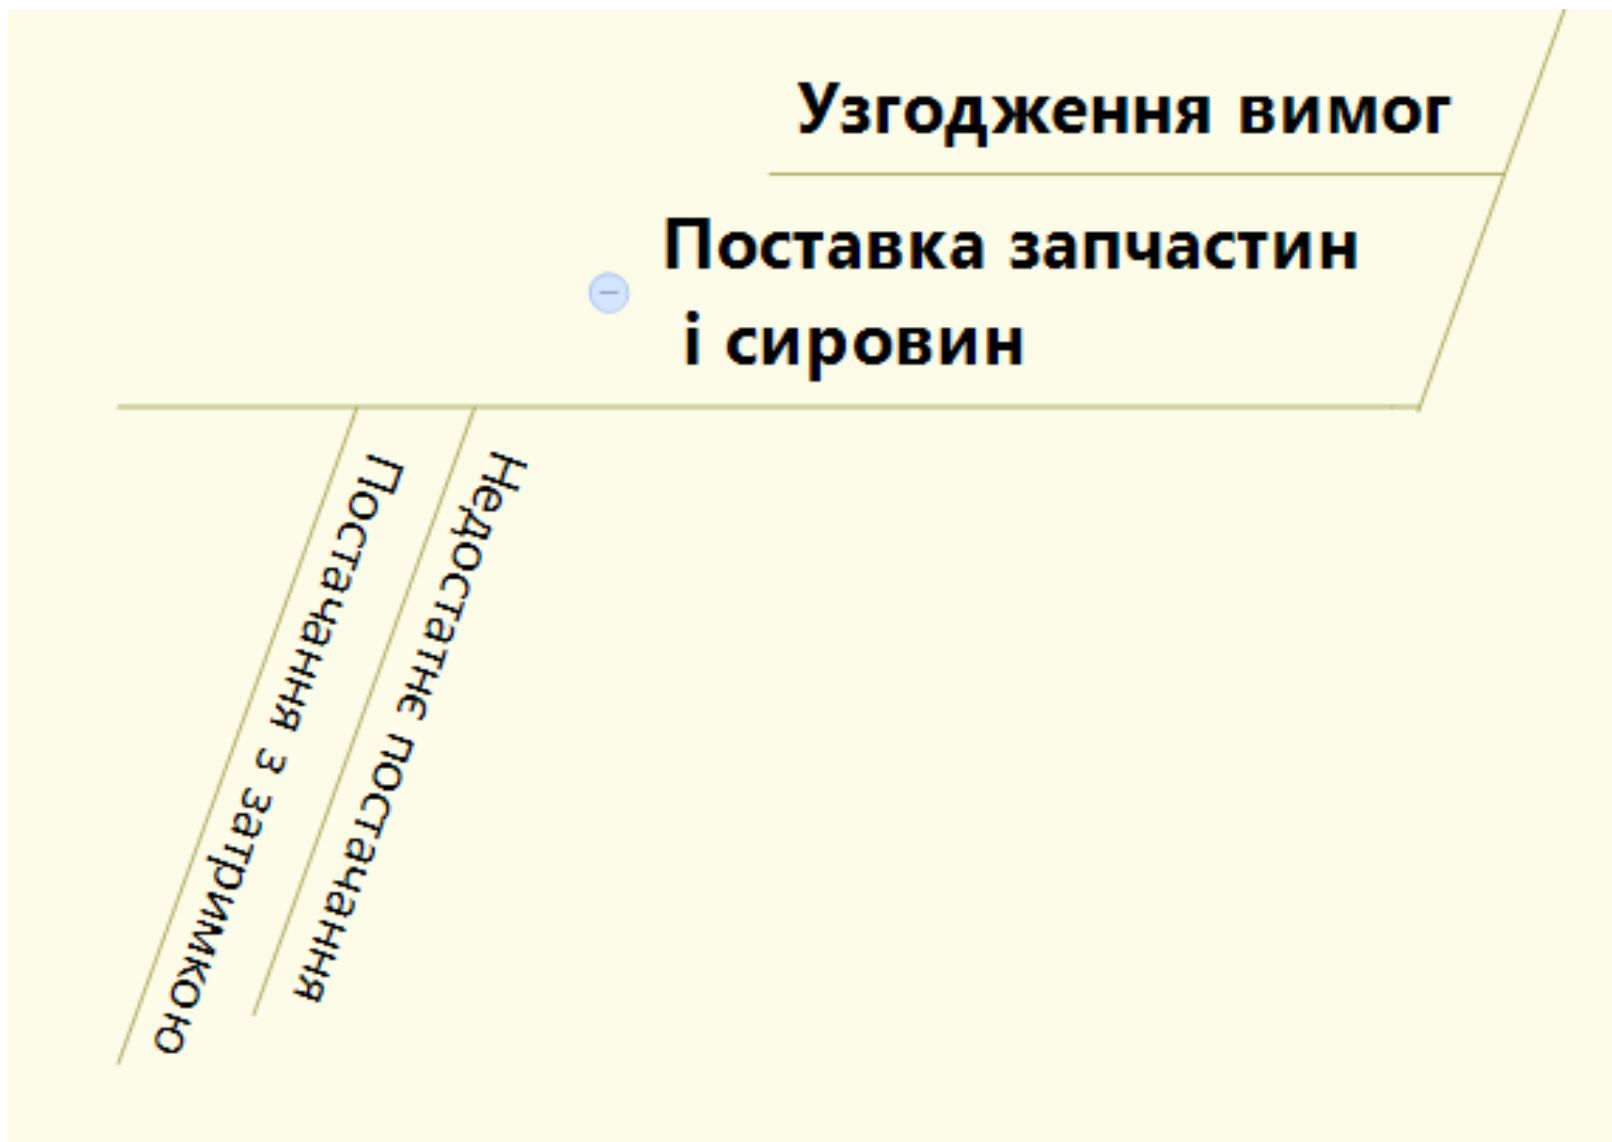 Узгодження вимог
Поставка запчастин
і сировин
Постачання з затримкою
Недостатнє постачання